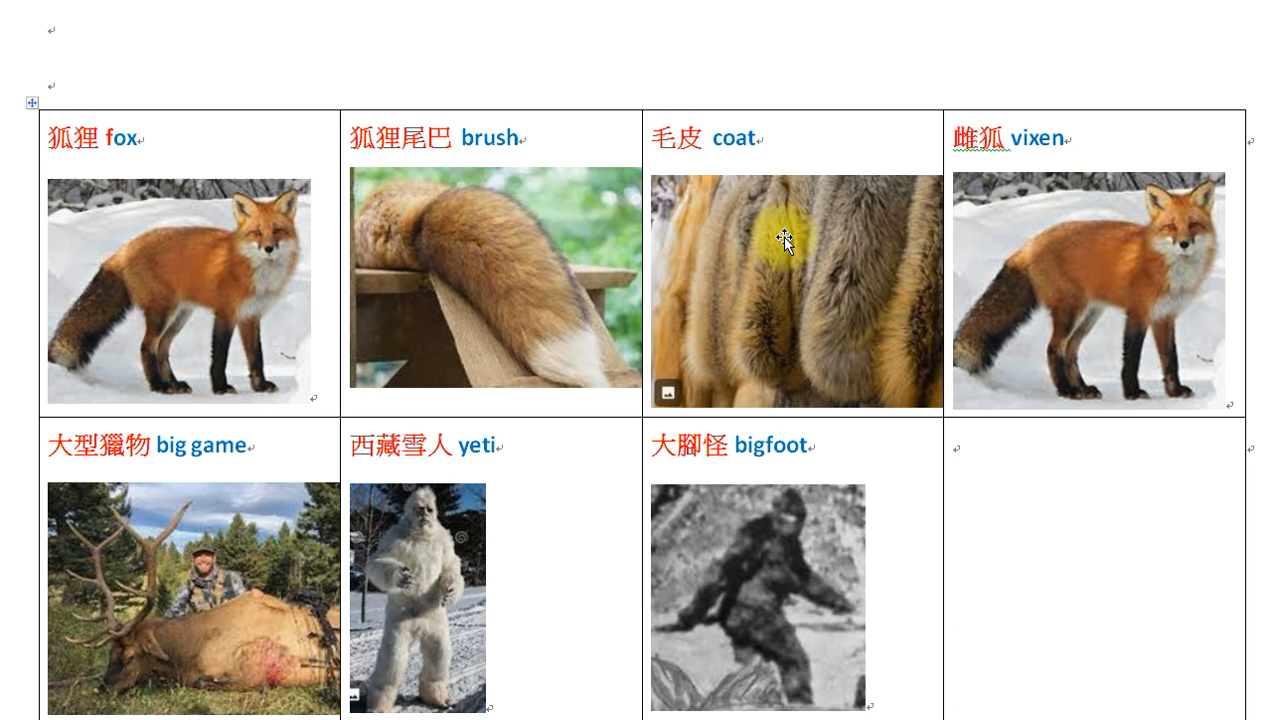 狐狸 fox
狐狸尾巴 brush
毛皮 coat
雌狐 vixen
大型獵物 big game
西藏雪人 yeti
大腳怪 bigfoot